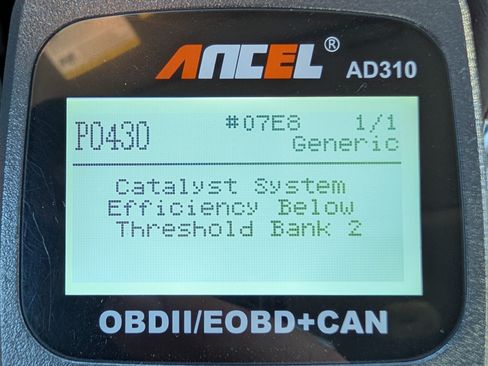 ANCEL® AD310
P0430 #07E8 1/1
Generic
Catalyst System
Efficiency Below
Threshold Bank 2
OBDII/EOBD+CAN